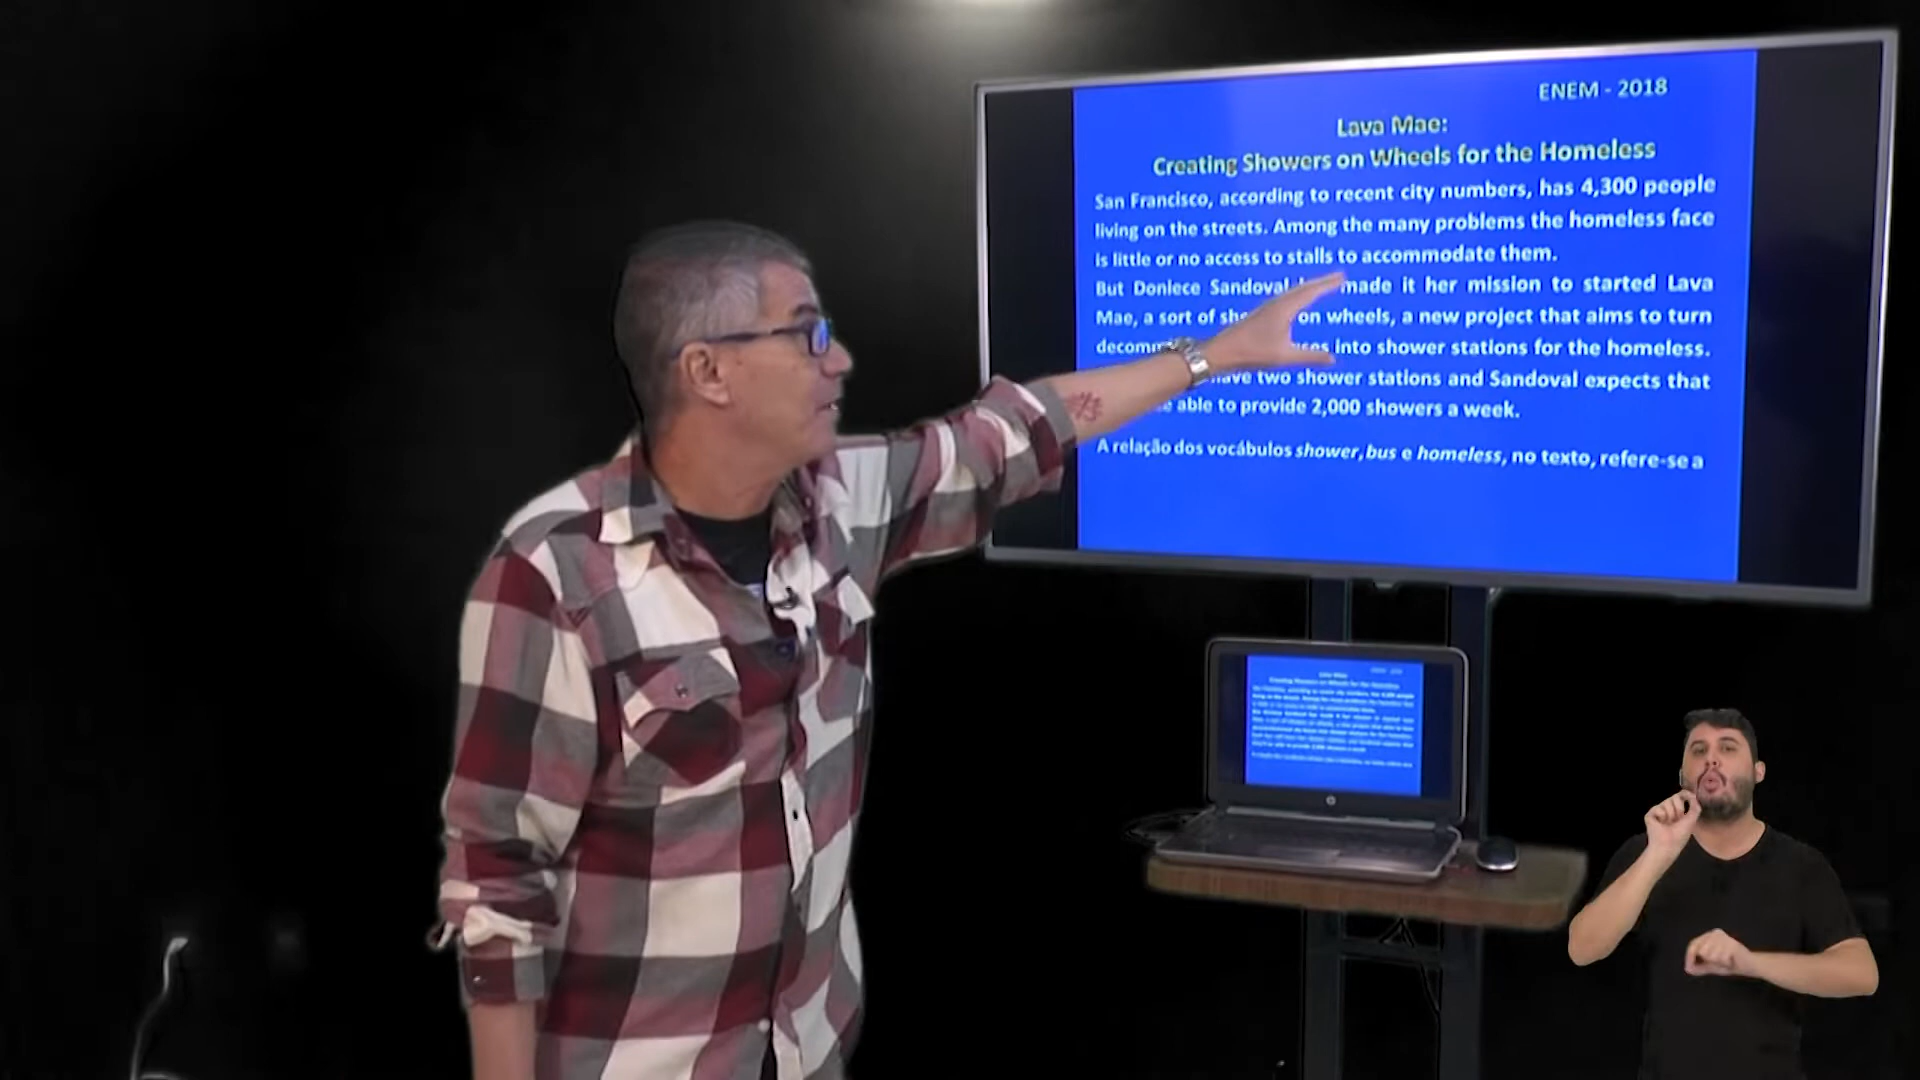 ENEM - 2018
Lava Mae:
Creating Showers on Wheels for the Homeless
San Francisco, according to recent city numbers, has 4,300 people
living on the streets. Among the many problems the homeless face
is little or no access to stalls to accommodate them.
But Doniece Sandoval made it her mission to started Lava
Mae, a sort of on wheels, a new project that aims to turn
into shower stations for the homeless.
have two shower stations and Sandoval expects that
able to provide 2,000 showers a week.
A relação dos vocábulos shower, bus e homeless, no texto, refere-se a